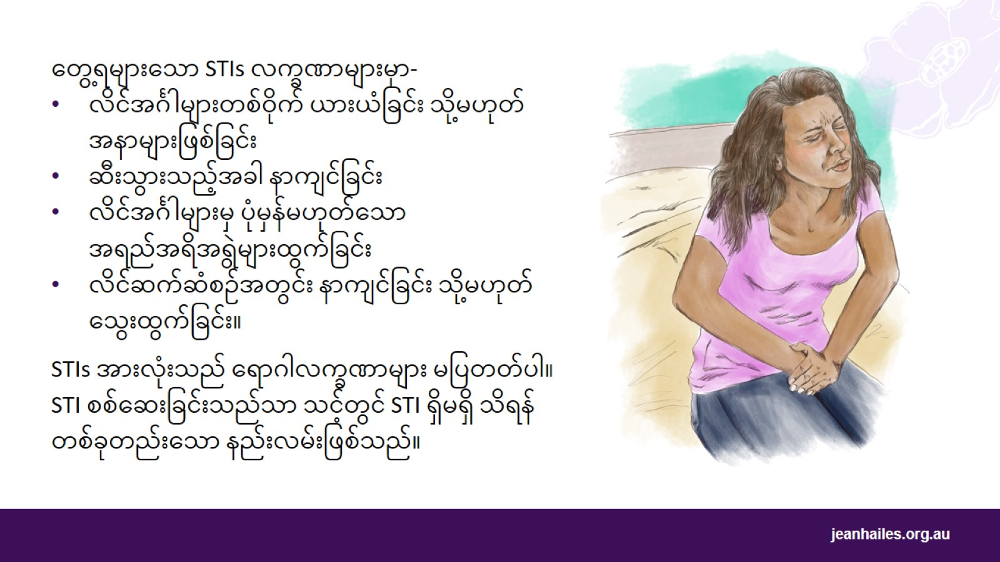 တွေ့ရများသော STIs လက္ခဏာများမှာ-
• လိင်အင်္ဂါများတစ်ဝိုက် ယားယံခြင်း သို့မဟုတ်
အနာများဖြစ်ခြင်း
• ဆီးသွားသည့်အခါ နာကျင်ခြင်း
• လိင်အင်္ဂါများမှ ပုံမှန်မဟုတ်သော
အရည်အရိအရွဲများထွက်ခြင်း
• လိင်ဆက်ဆံစဉ်အတွင်း နာကျင်ခြင်း သို့မဟုတ်
သွေးထွက်ခြင်း။
STIs အားလုံးသည် ရောဂါလက္ခဏာများ မပြတတ်ပါ။
STI စစ်ဆေးခြင်းသည်သာ သင့်တွင် STI ရှိမရှိ သိရန်
တစ်ခုတည်းသော နည်းလမ်းဖြစ်သည်။
jeanhailes.org.au